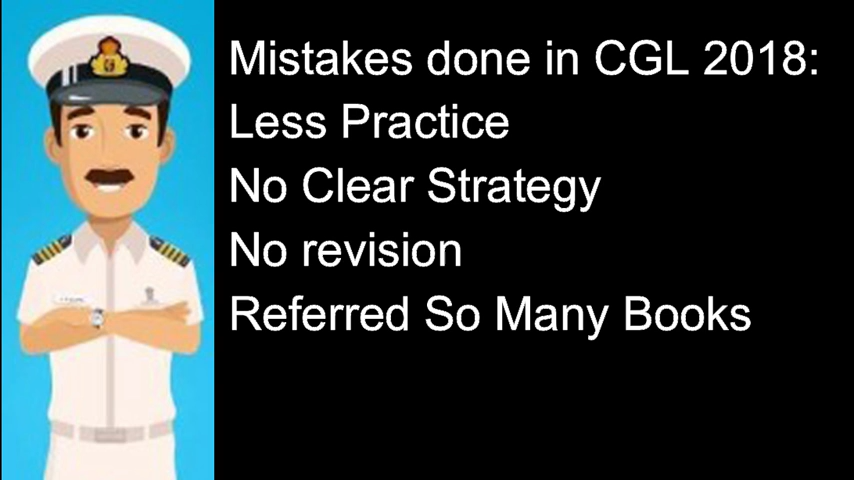 Mistakes done in CGL 2018:
Less Practice
No Clear Strategy
No revision
Referred So Many Books